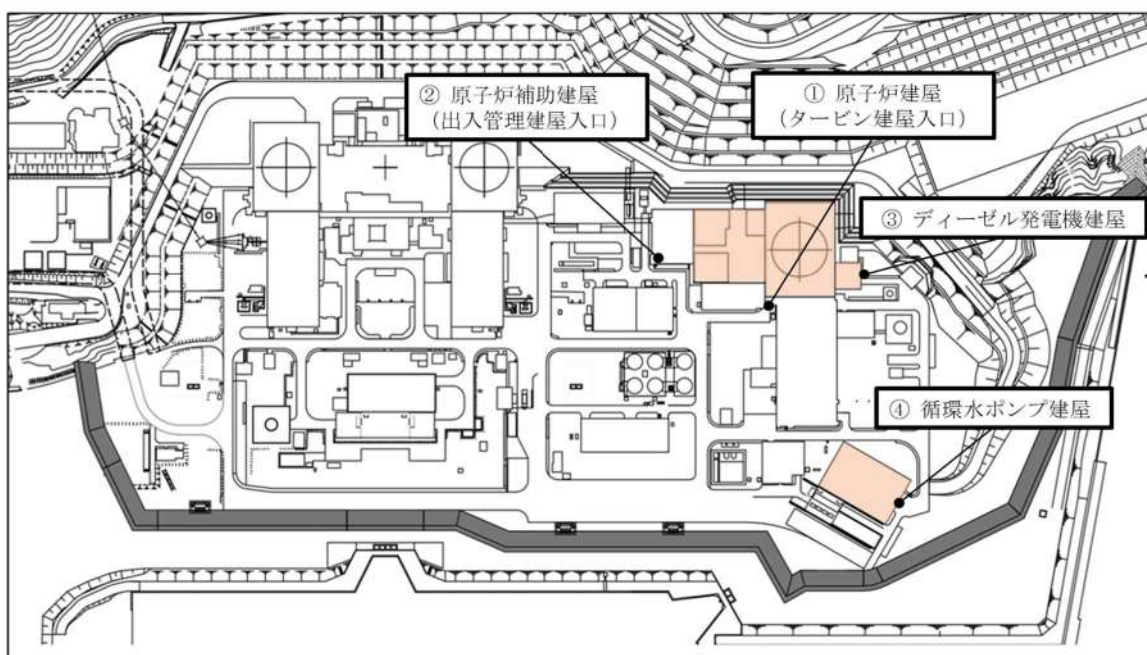 ② 原子炉補助建屋
（出入管理建屋入口）
① 原子炉建屋
（タービン建屋入口）
③ ディーゼル発電機建屋
④ 循環水ポンプ建屋